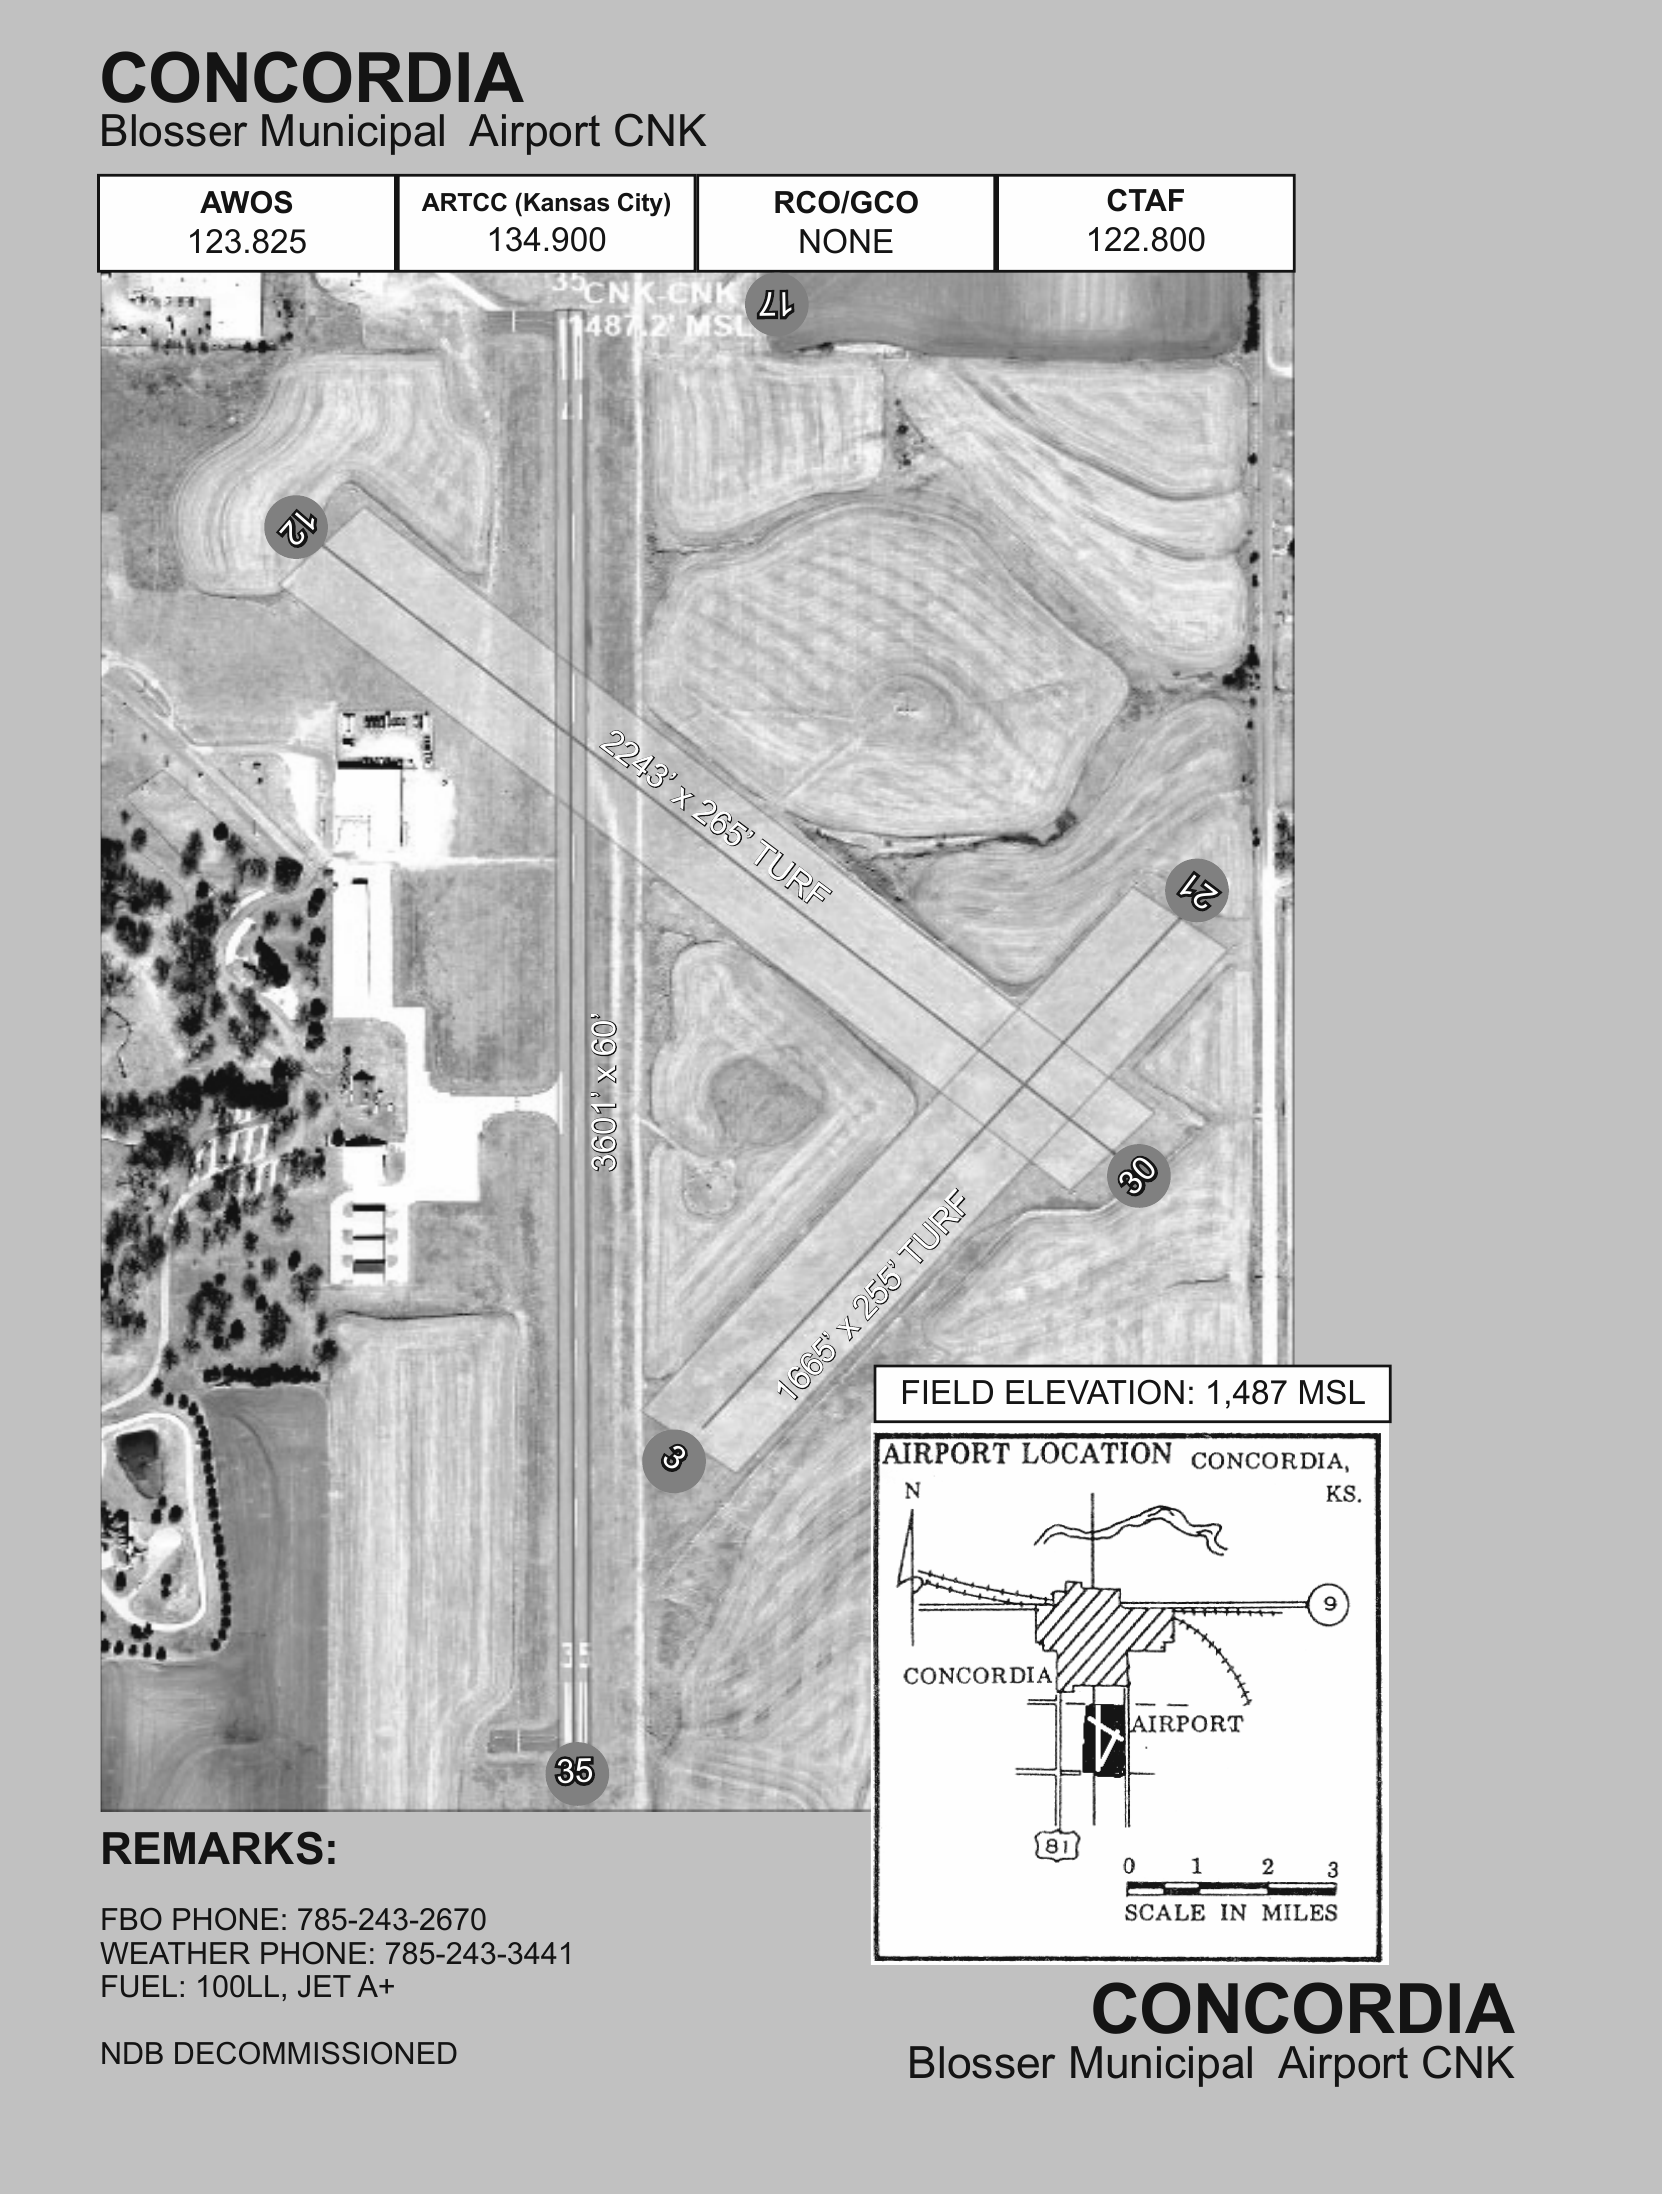 CONCORDIA
Blosser Municipal Airport CNK
AWOS
123.825
ARTCC (Kansas City)
134.900
RCO/GCO
NONE
CTAF
122.800
35
CNK-CNK
1487.2' MSL
17
12
2243' x 265' TURF
21
3601' x 60'
30
1665' x 255' TURF
3
35
35
FIELD ELEVATION: 1,487 MSL
AIRPORT LOCATION CONCORDIA,
KS.
N
9
CONCORDIA
AIRPORT
81
0 1 2 3
SCALE IN MILES
REMARKS:
FBO PHONE: 785-243-2670
WEATHER PHONE: 785-243-3441
FUEL: 100LL, JET A+
NDB DECOMMISSIONED
CONCORDIA
Blosser Municipal Airport CNK